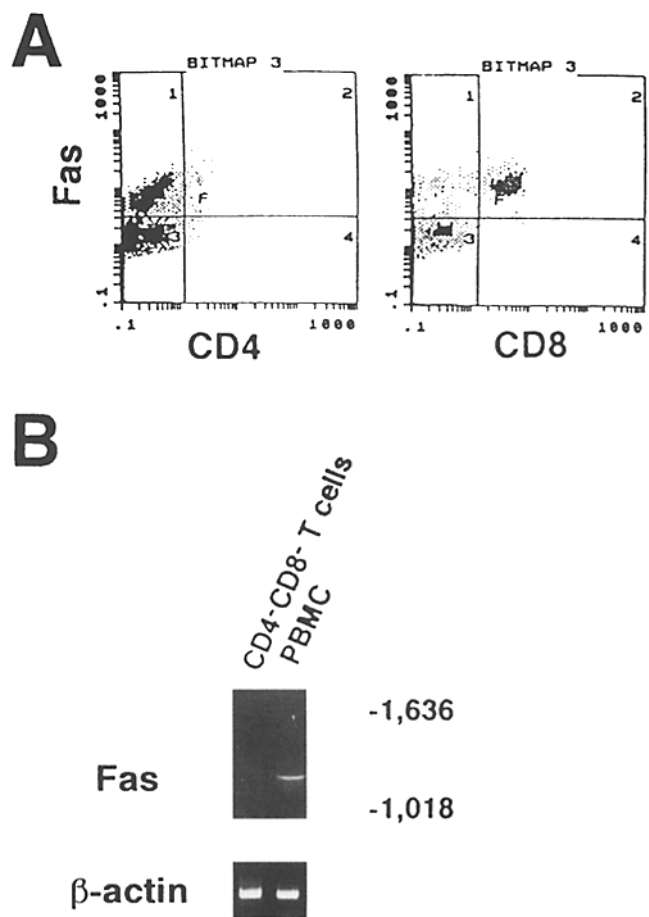 A
BITMAP 3
1
2
3
4
F
1000
.1
.1
1000
Fas
CD4
BITMAP 3
1
2
3
4
F
1000
.1
.1
1000
CD8
B
CD4-CD8- T cells
PBMC
-1,636
Fas
-1,018
β-actin